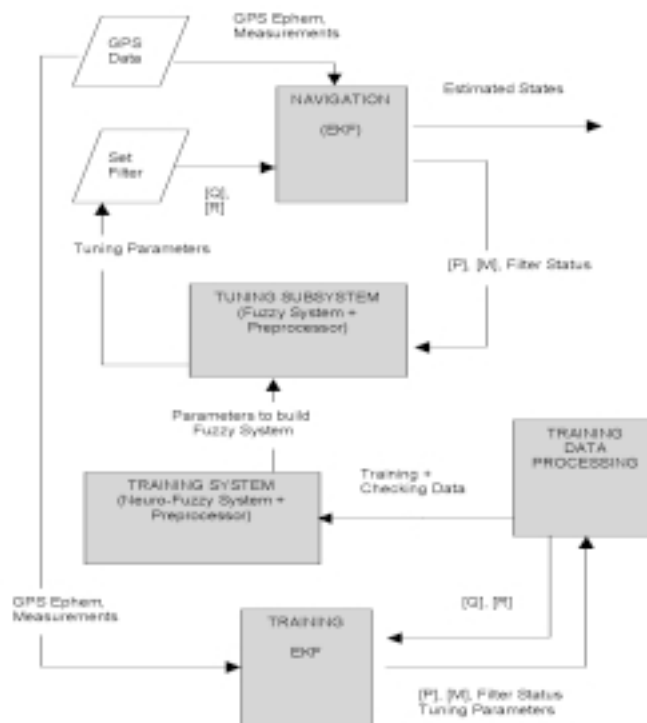 GPS Ephem,
Measurements
GPS
Data
NAVIGATION
(EKF)
Estimated States
Set
Filter
[Q],
[R]
Tuning Parameters
[P], [M], Filter Status
TUNING SUBSYSTEM
(Fuzzy System +
Preprocessor)
Parameters to build
Fuzzy System
TRAINING
DATA
PROCESSING
Training +
Checking Data
TRAINING SYSTEM
(Neuro-Fuzzy System +
Preprocessor)
GPS Ephem,
Measurements
[Q], [R]
TRAINING
EKF
[P], [M], Filter Status
Tuning Parameters